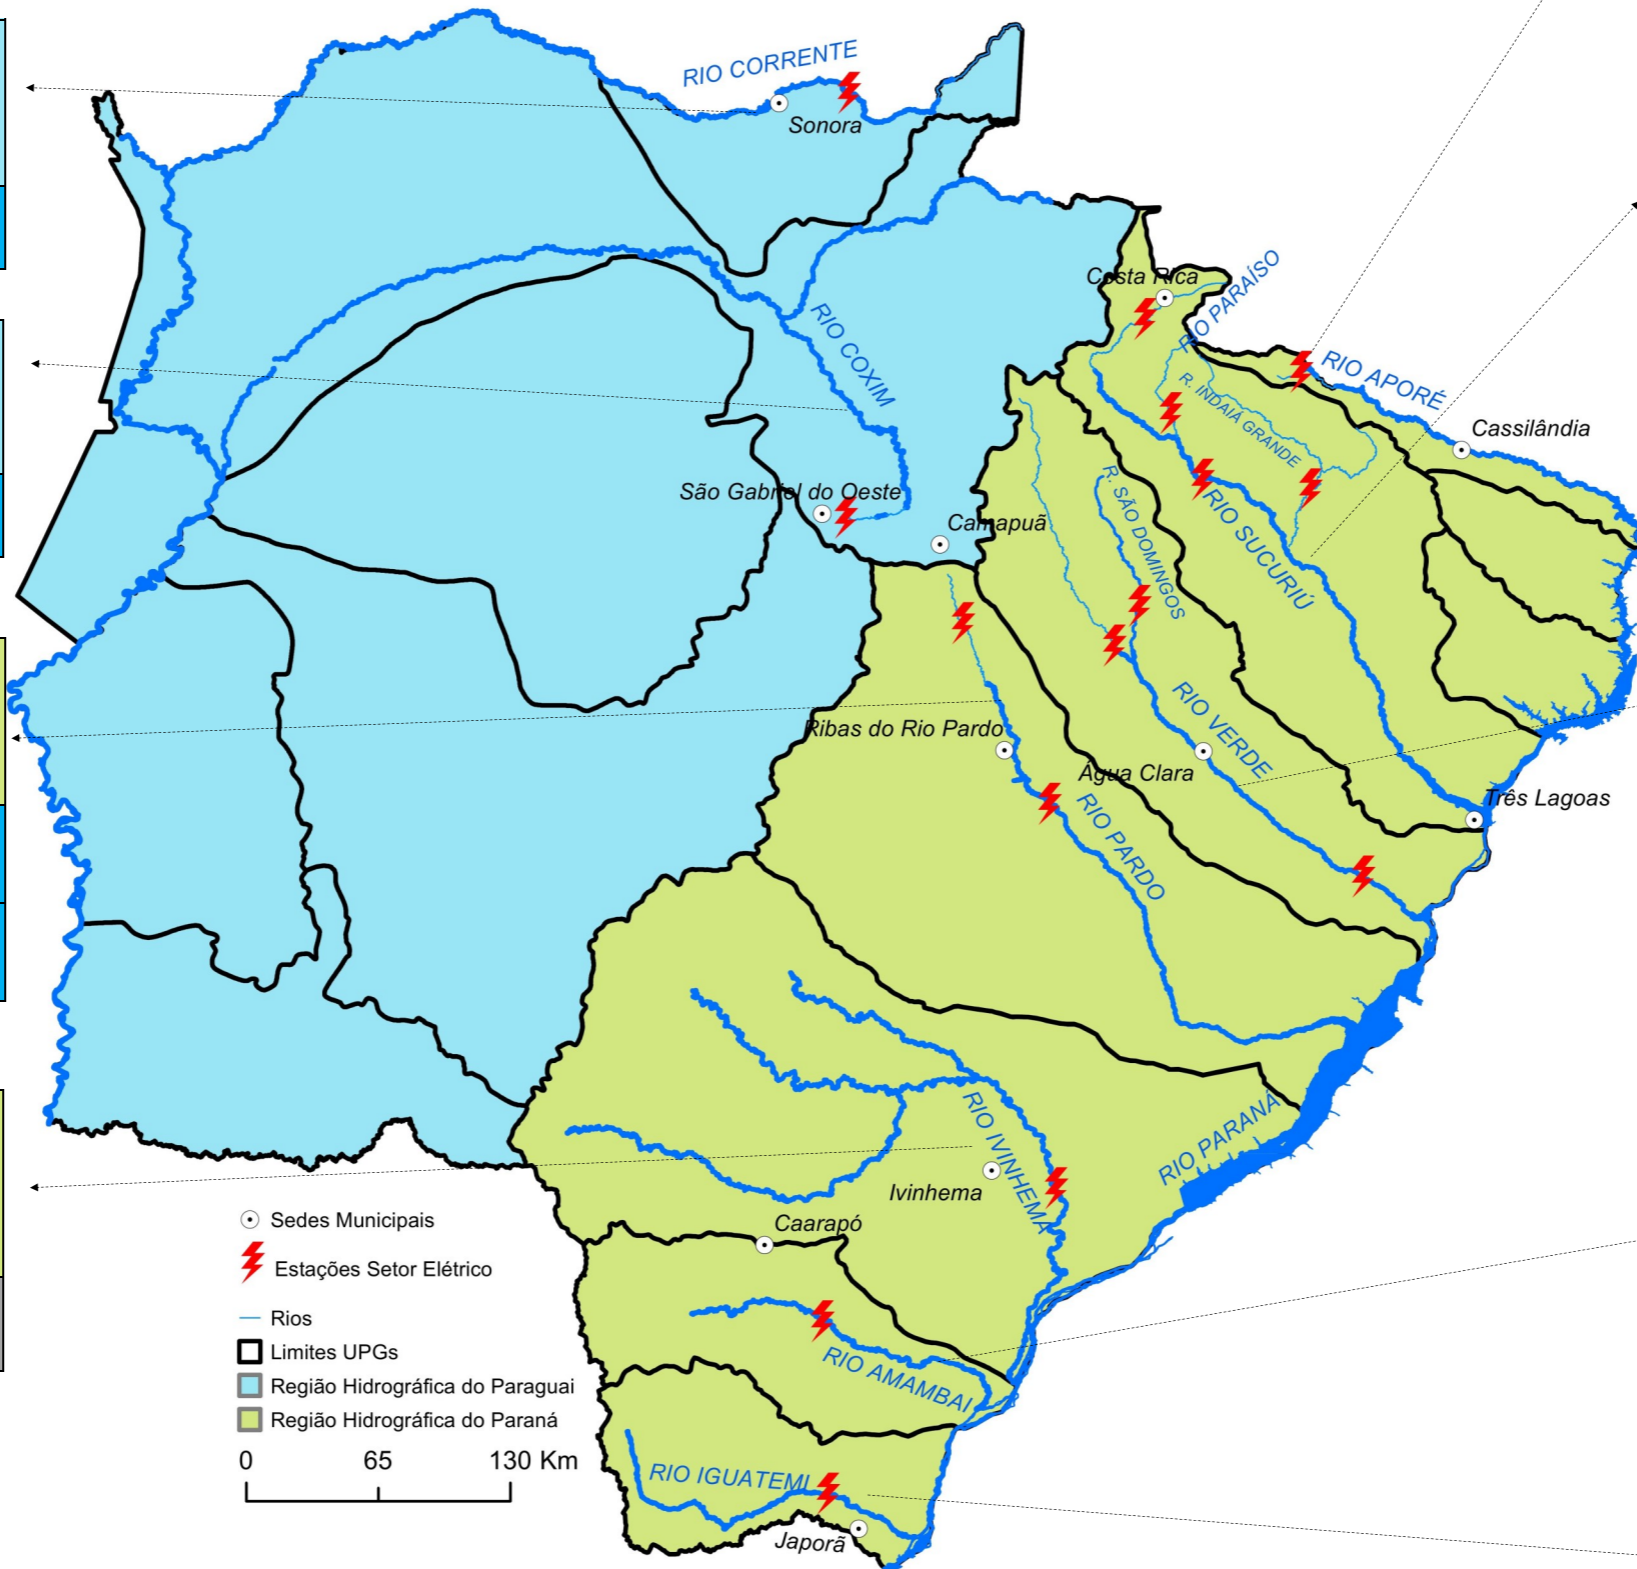 RIO CORRENTE
Sonora
Costa Rica
RIO PARAÍSO
RIO APORÉ
Cassilândia
R. INDAIÁ GRANDE
RIO COXIM
São Gabriel do Oeste
Camapuã
R. SÃO DOMINGOS
RIO SUCURIÚ
Ribas do Rio Pardo
RIO VERDE
Água Clara
Três Lagoas
RIO PARDO
RIO IVINHEMA
RIO PARANÁ
Ivinhema
Caarapó
RIO AMAMBAI
RIO IGUATEMI
Japorã
Sedes Municipais
Estações Setor Elétrico
Rios
Limites UPGs
Região Hidrográfica do Paraguai
Região Hidrográfica do Paraná
0 65 130 Km